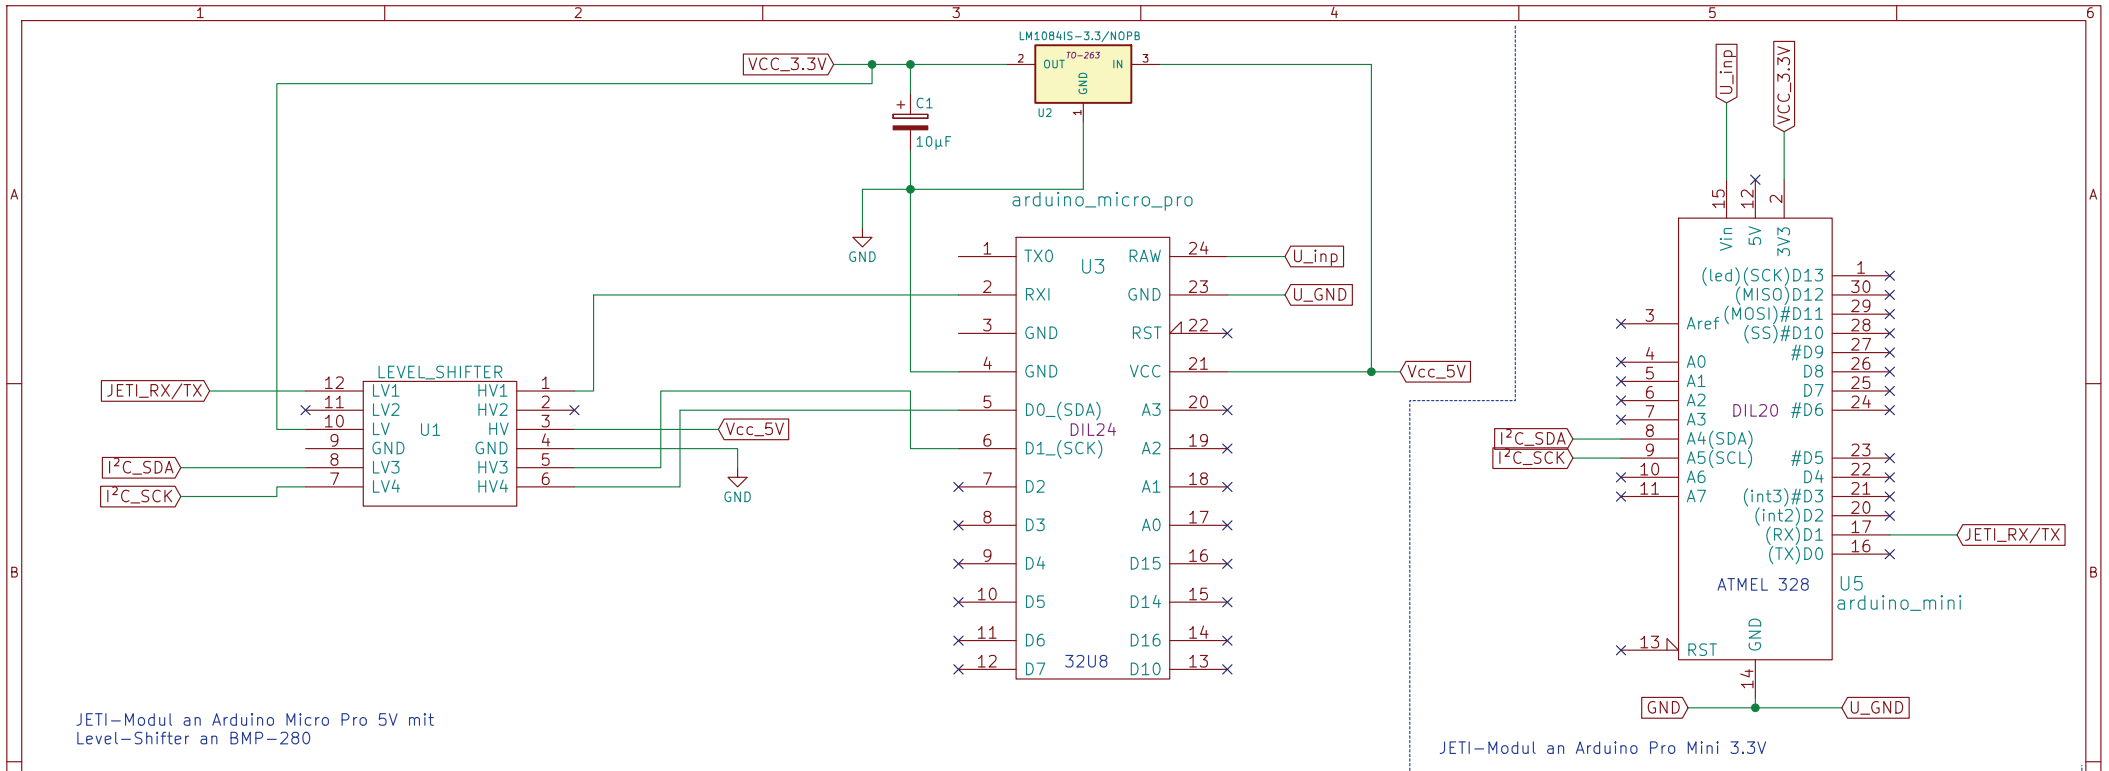 1 2 3 4 5 6
A A
B B
LM1084IS-3.3/NOPB
VCC_3.3V
2 OUT TO-263 IN 3
GND
1
U2
+ C1
10µF
GND
arduino_micro_pro
U3
1 TX0 RAW 24 U_inp
2 RXI GND 23 U_GND
3 GND RST 22
4 GND VCC 21 Vcc_5V
5 D0_(SDA) A3 20
DIL24
6 D1_(SCK) A2 19
7 D2 A1 18
8 D3 A0 17
9 D4 D15 16
10 D5 D14 15
11 D6 D16 14
32U8
12 D7 D10 13
LEVEL_SHIFTER
JETI_RX/TX 12 LV1 HV1 1
11 LV2 HV2 2
10 LV U1 HV 3 Vcc_5V
9 GND GND 4
I²C_SDA 8 LV3 HV3 5
I²C_SCK 7 LV4 HV4 6
GND
JETI-Modul an Arduino Micro Pro 5V mit
Level-Shifter an BMP-280
U_inp VCC_3.3V
15 12 2
Vin 5V 3V3
(led)(SCK)D13 1
(MISO)D12 30
(MOSI)#D11 29
(SS)#D10 28
#D9 27
D8 26
D7 25
#D6 24
3 Aref
4 A0
5 A1
6 A2
7 A3
DIL20
I²C_SDA 8 A4(SDA)
I²C_SCK 9 A5(SCL)
10 A6
11 A7
#D5 23
D4 22
(int3)#D3 21
(int2)D2 20
(RX)D1 17 JETI_RX/TX
(TX)D0 16
ATMEL 328
U5
arduino_mini
13 RST
GND
14
GND U_GND
JETI-Modul an Arduino Pro Mini 3.3V